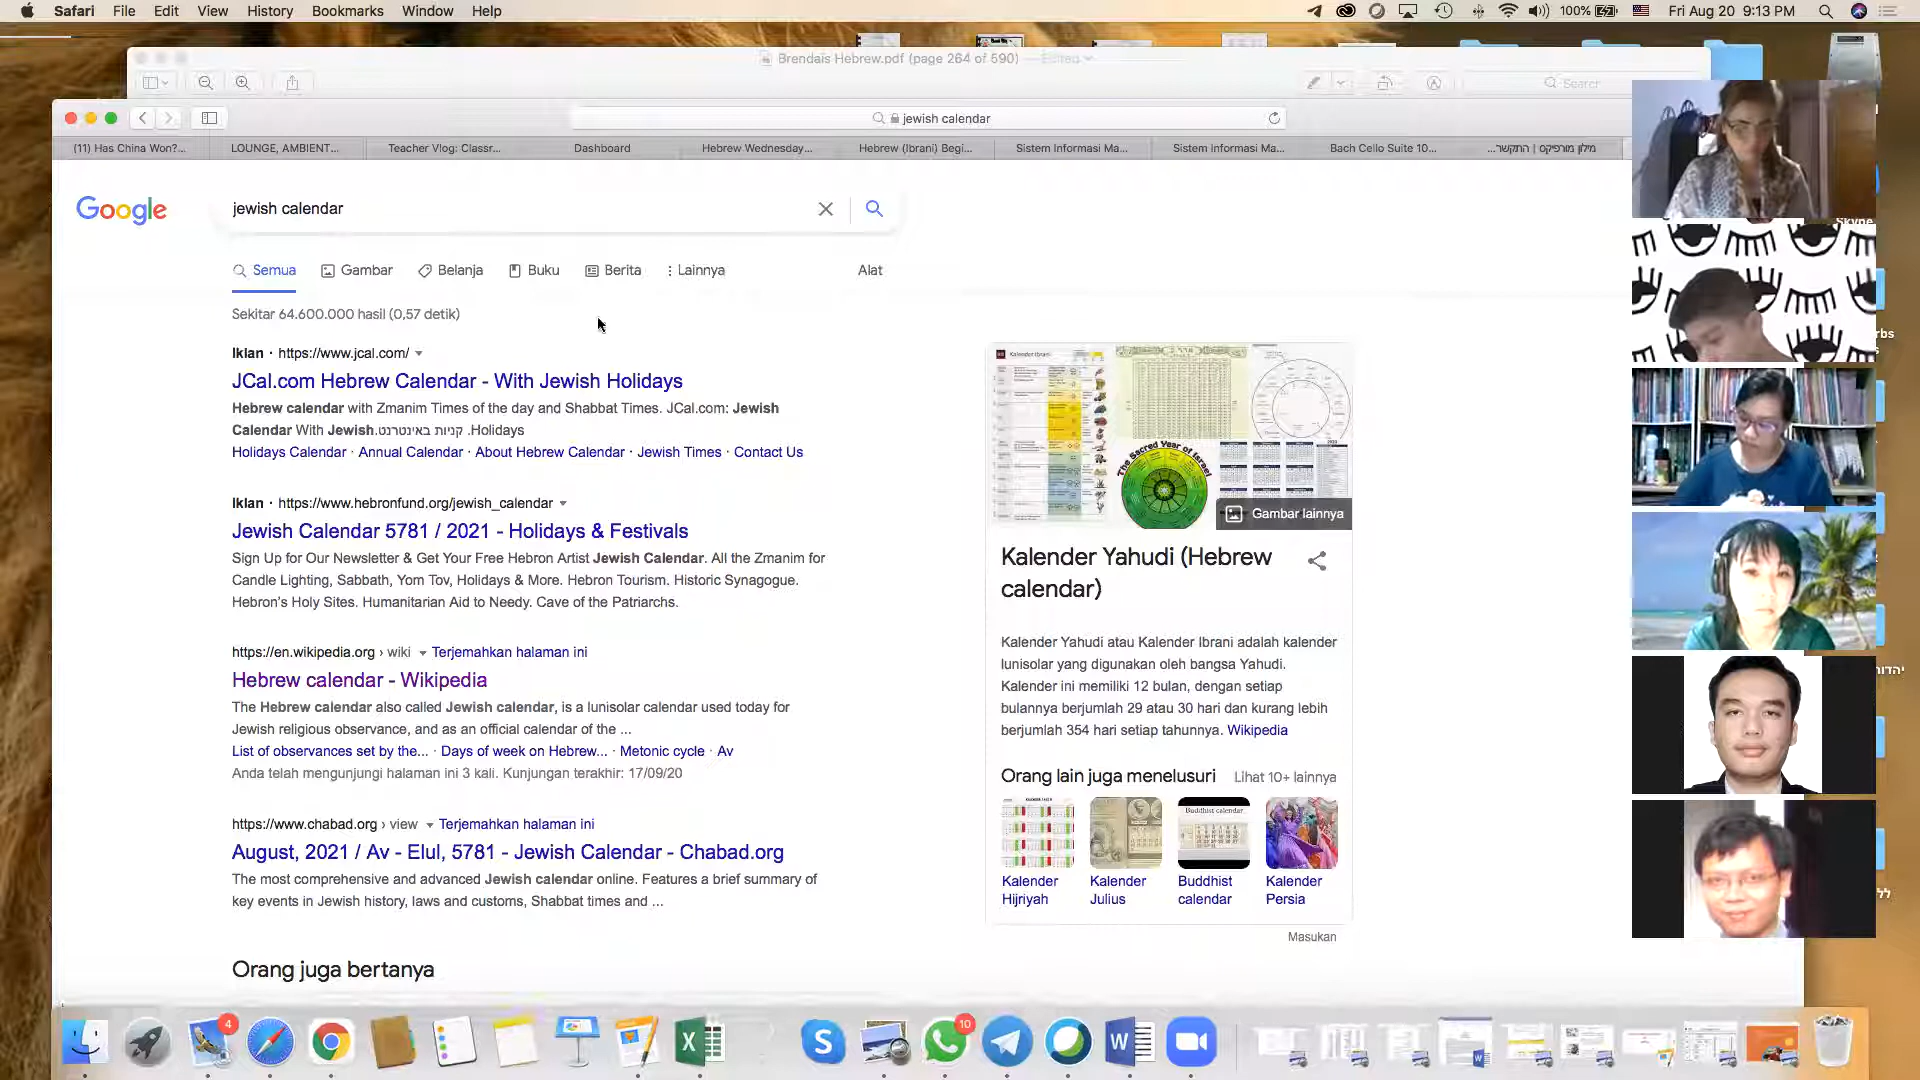 Safari File Edit View History Bookmarks Window Help
100% Fri Aug 20 9:13 PM
Brendais Hebrew.pdf (page 264 of 590) — Edited
Search
jewish calendar
(11) Has China Won?...
LOUNGE, AMBIENT...
Teacher Vlog: Classr...
Dashboard
Hebrew Wednesday...
Hebrew (Ibrani) Begi...
Sistem Informasi Ma...
Sistem Informasi Ma...
Bach Cello Suite 10...
מילון מורפיקס | התקשר...
Google
jewish calendar
Semua Gambar Belanja Buku Berita Lainnya Alat
Sekitar 64.600.000 hasil (0,57 detik)
Iklan · https://www.jcal.com/
JCal.com Hebrew Calendar - With Jewish Holidays
Hebrew calendar with Zmanim Times of the day and Shabbat Times. JCal.com: Jewish
Calendar With Jewish.קניות באינטרנט .Holidays
Holidays Calendar · Annual Calendar · About Hebrew Calendar · Jewish Times · Contact Us
Iklan · https://www.hebronfund.org/jewish_calendar
Jewish Calendar 5781 / 2021 - Holidays & Festivals
Sign Up for Our Newsletter & Get Your Free Hebron Artist Jewish Calendar. All the Zmanim for
Candle Lighting, Sabbath, Yom Tov, Holidays & More. Hebron Tourism. Historic Synagogue.
Hebron's Holy Sites. Humanitarian Aid to Needy. Cave of the Patriarchs.
https://en.wikipedia.org › wiki Terjemahkan halaman ini
Hebrew calendar - Wikipedia
The Hebrew calendar also called Jewish calendar, is a lunisolar calendar used today for
Jewish religious observance, and as an official calendar of the ...
List of observances set by the... · Days of week on Hebrew... · Metonic cycle · Av
Anda telah mengunjungi halaman ini 3 kali. Kunjungan terakhir: 17/09/20
https://www.chabad.org › view Terjemahkan halaman ini
August, 2021 / Av - Elul, 5781 - Jewish Calendar - Chabad.org
The most comprehensive and advanced Jewish calendar online. Features a brief summary of
key events in Jewish history, laws and customs, Shabbat times and ...
Orang juga bertanya
Kalender Ibrani
The Sacred Year of Israel
Gambar lainnya
Kalender Yahudi (Hebrew
calendar)
Kalender Yahudi atau Kalender Ibrani adalah kalender
lunisolar yang digunakan oleh bangsa Yahudi.
Kalender ini memiliki 12 bulan, dengan setiap
bulannya berjumlah 29 atau 30 hari dan kurang lebih
berjumlah 354 hari setiap tahunnya. Wikipedia
Orang lain juga menelusuri Lihat 10+ lainnya
Buddhist calendar
Kalender
Hijriyah
Kalender
Julius
Buddhist
calendar
Kalender
Persia
Masukan
Skype
4
10